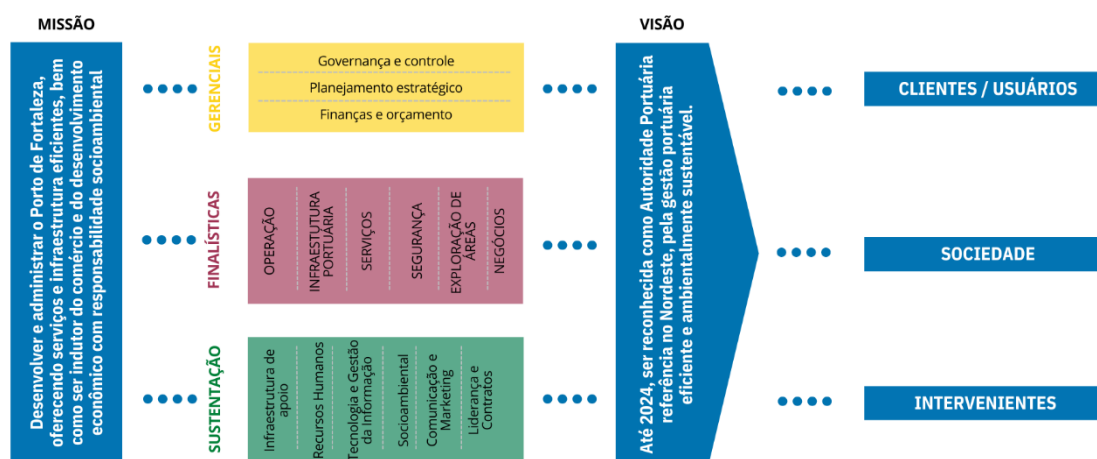 MISSÃO
Desenvolver e administrar o Porto de Fortaleza,
oferecendo serviços e infraestrutura eficientes, bem
como ser indutor do comércio e do desenvolvimento
econômico com responsabilidade socioambiental
GERENCIAIS
Governança e controle
Planejamento estratégico
Finanças e orçamento
FINALÍSTICAS
OPERAÇÃO
INFRAESTUTURA
PORTUÁRIA
SERVIÇOS
SEGURANÇA
EXPLORAÇÃO DE
ÁREAS
NEGÓCIOS
SUSTENTAÇÃO
Infraestrutura de
apoio
Recursos Humanos
Tecnologia e Gestão
da Informação
Socioambiental
Comunicação e
Marketing
Liderança e
Contratos
VISÃO
Até 2024, ser reconhecida como Autoridade Portuária
referência no Nordeste, pela gestão portuária
eficiente e ambientalmente sustentável.
CLIENTES / USUÁRIOS
SOCIEDADE
INTERVENIENTES